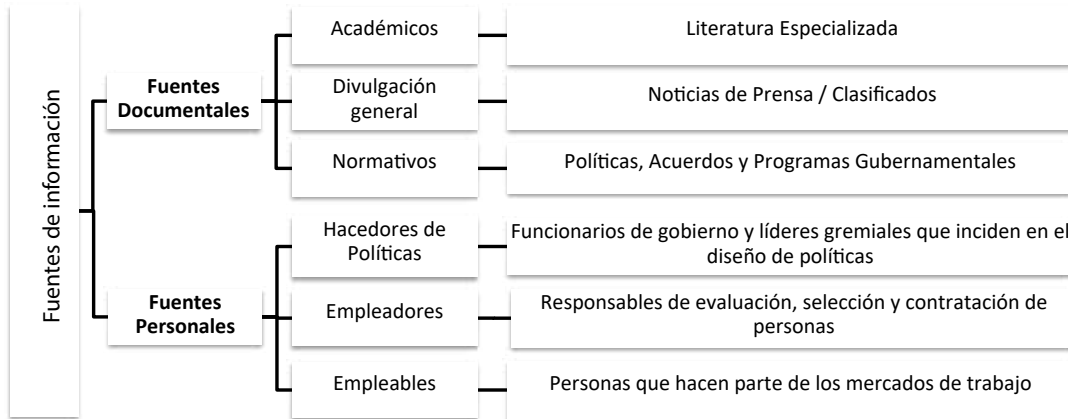 Fuentes de información
Fuentes
Documentales
Académicos
Literatura Especializada
Divulgación
general
Noticias de Prensa / Clasificados
Normativos
Políticas, Acuerdos y Programas Gubernamentales
Fuentes
Personales
Hacedores de
Políticas
Funcionarios de gobierno y líderes gremiales que inciden en el
diseño de políticas
Empleadores
Responsables de evaluación, selección y contratación de
personas
Empleables
Personas que hacen parte de los mercados de trabajo